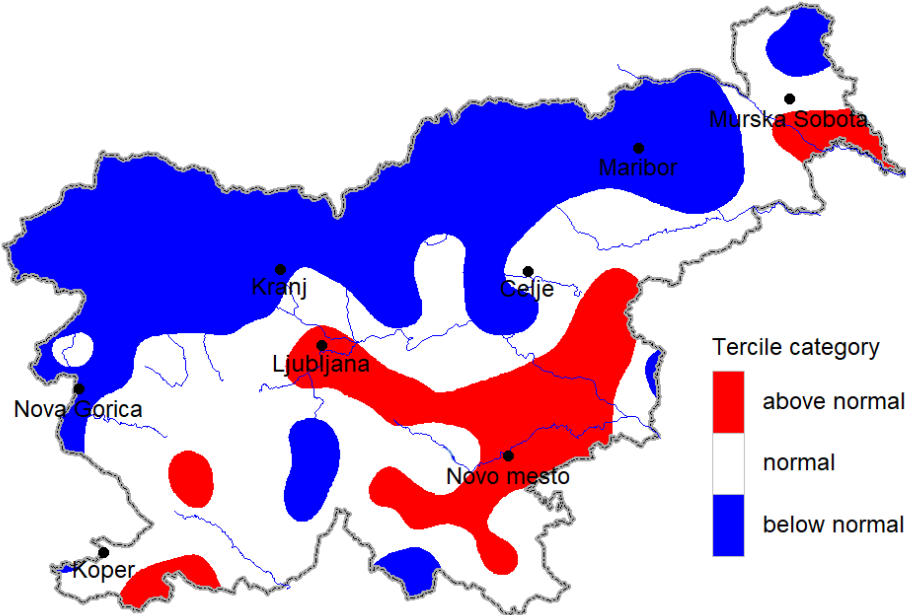 Murska Sobota
Maribor
Kranj
Celje
Ljubljana
Nova Gorica
Novo mesto
Koper
Tercile category
above normal
normal
below normal